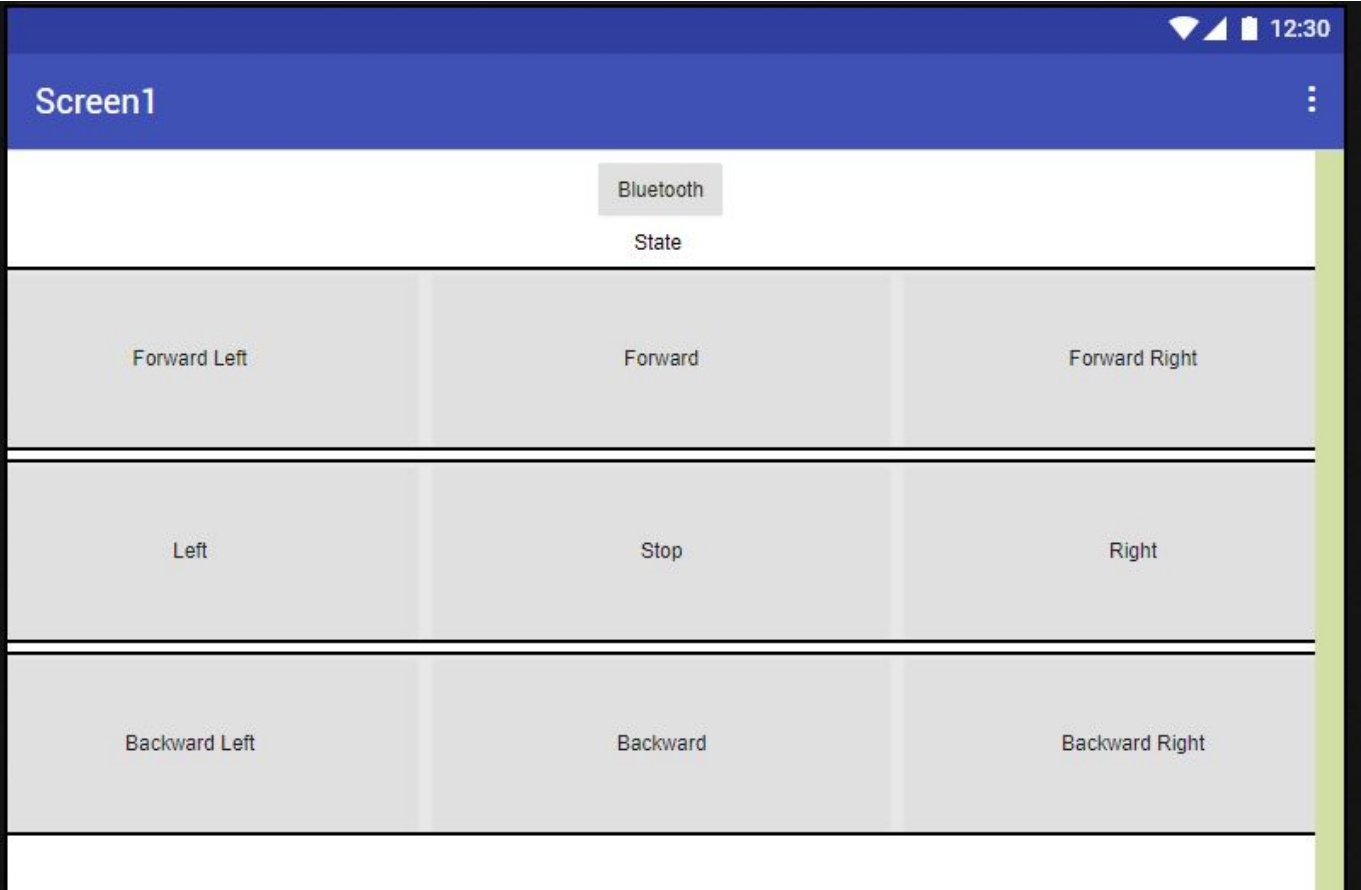 12:30
Screen1
Bluetooth
State
Forward Left Forward Forward Right
Left Stop Right
Backward Left Backward Backward Right